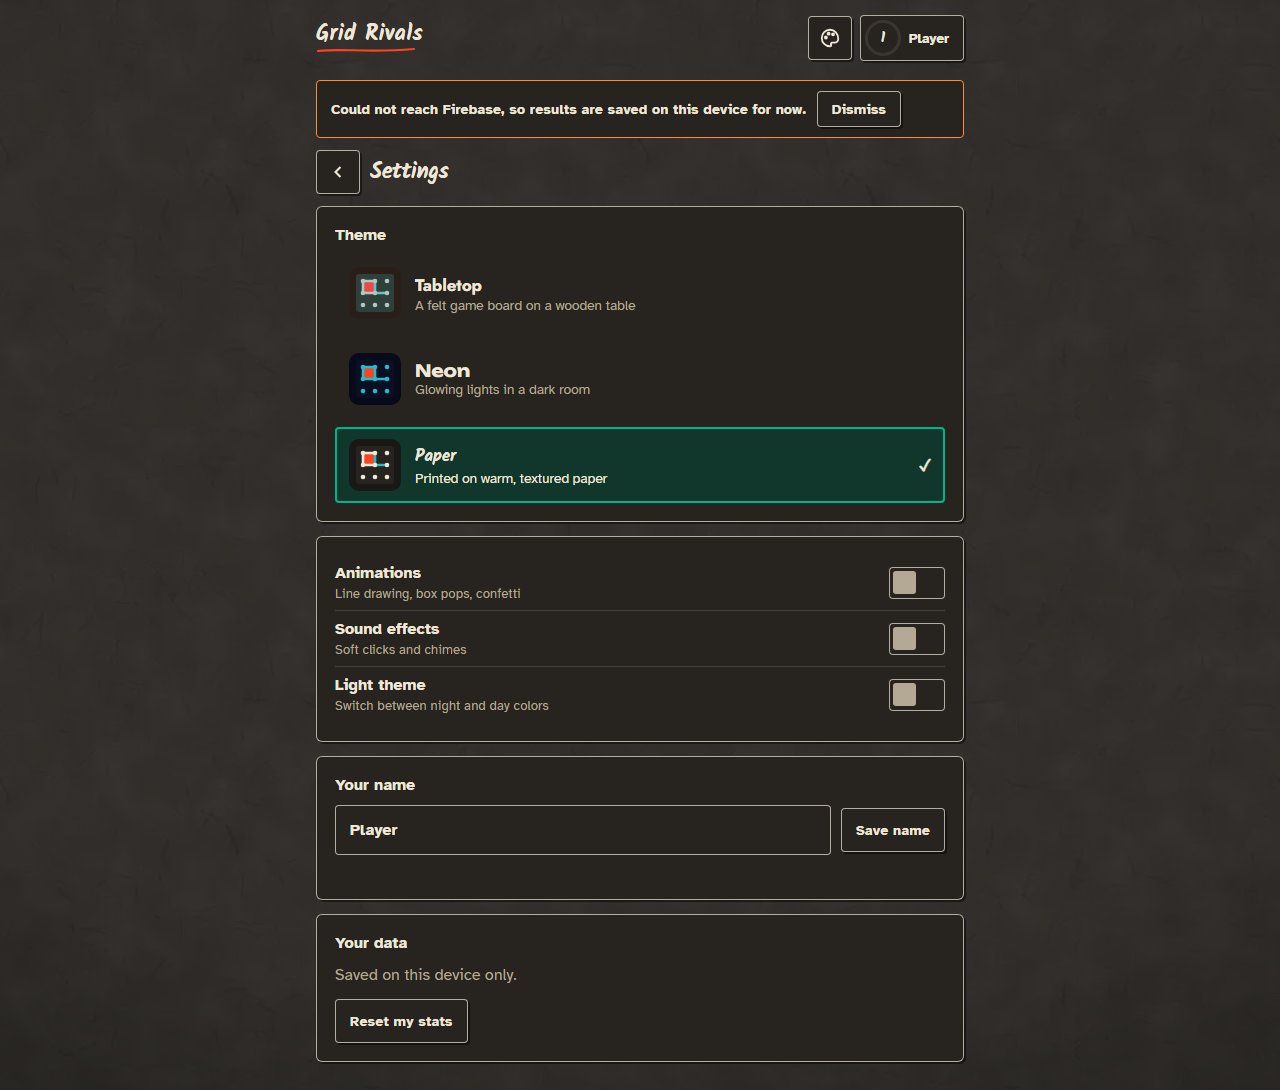 Grid Rivals
1 Player
Could not reach Firebase, so results are saved on this device for now. Dismiss
Settings
Theme
Tabletop
A felt game board on a wooden table
Neon
Glowing lights in a dark room
Paper
Printed on warm, textured paper
Animations
Line drawing, box pops, confetti
Sound effects
Soft clicks and chimes
Light theme
Switch between night and day colors
Your name
Player Save name
Your data
Saved on this device only.
Reset my stats